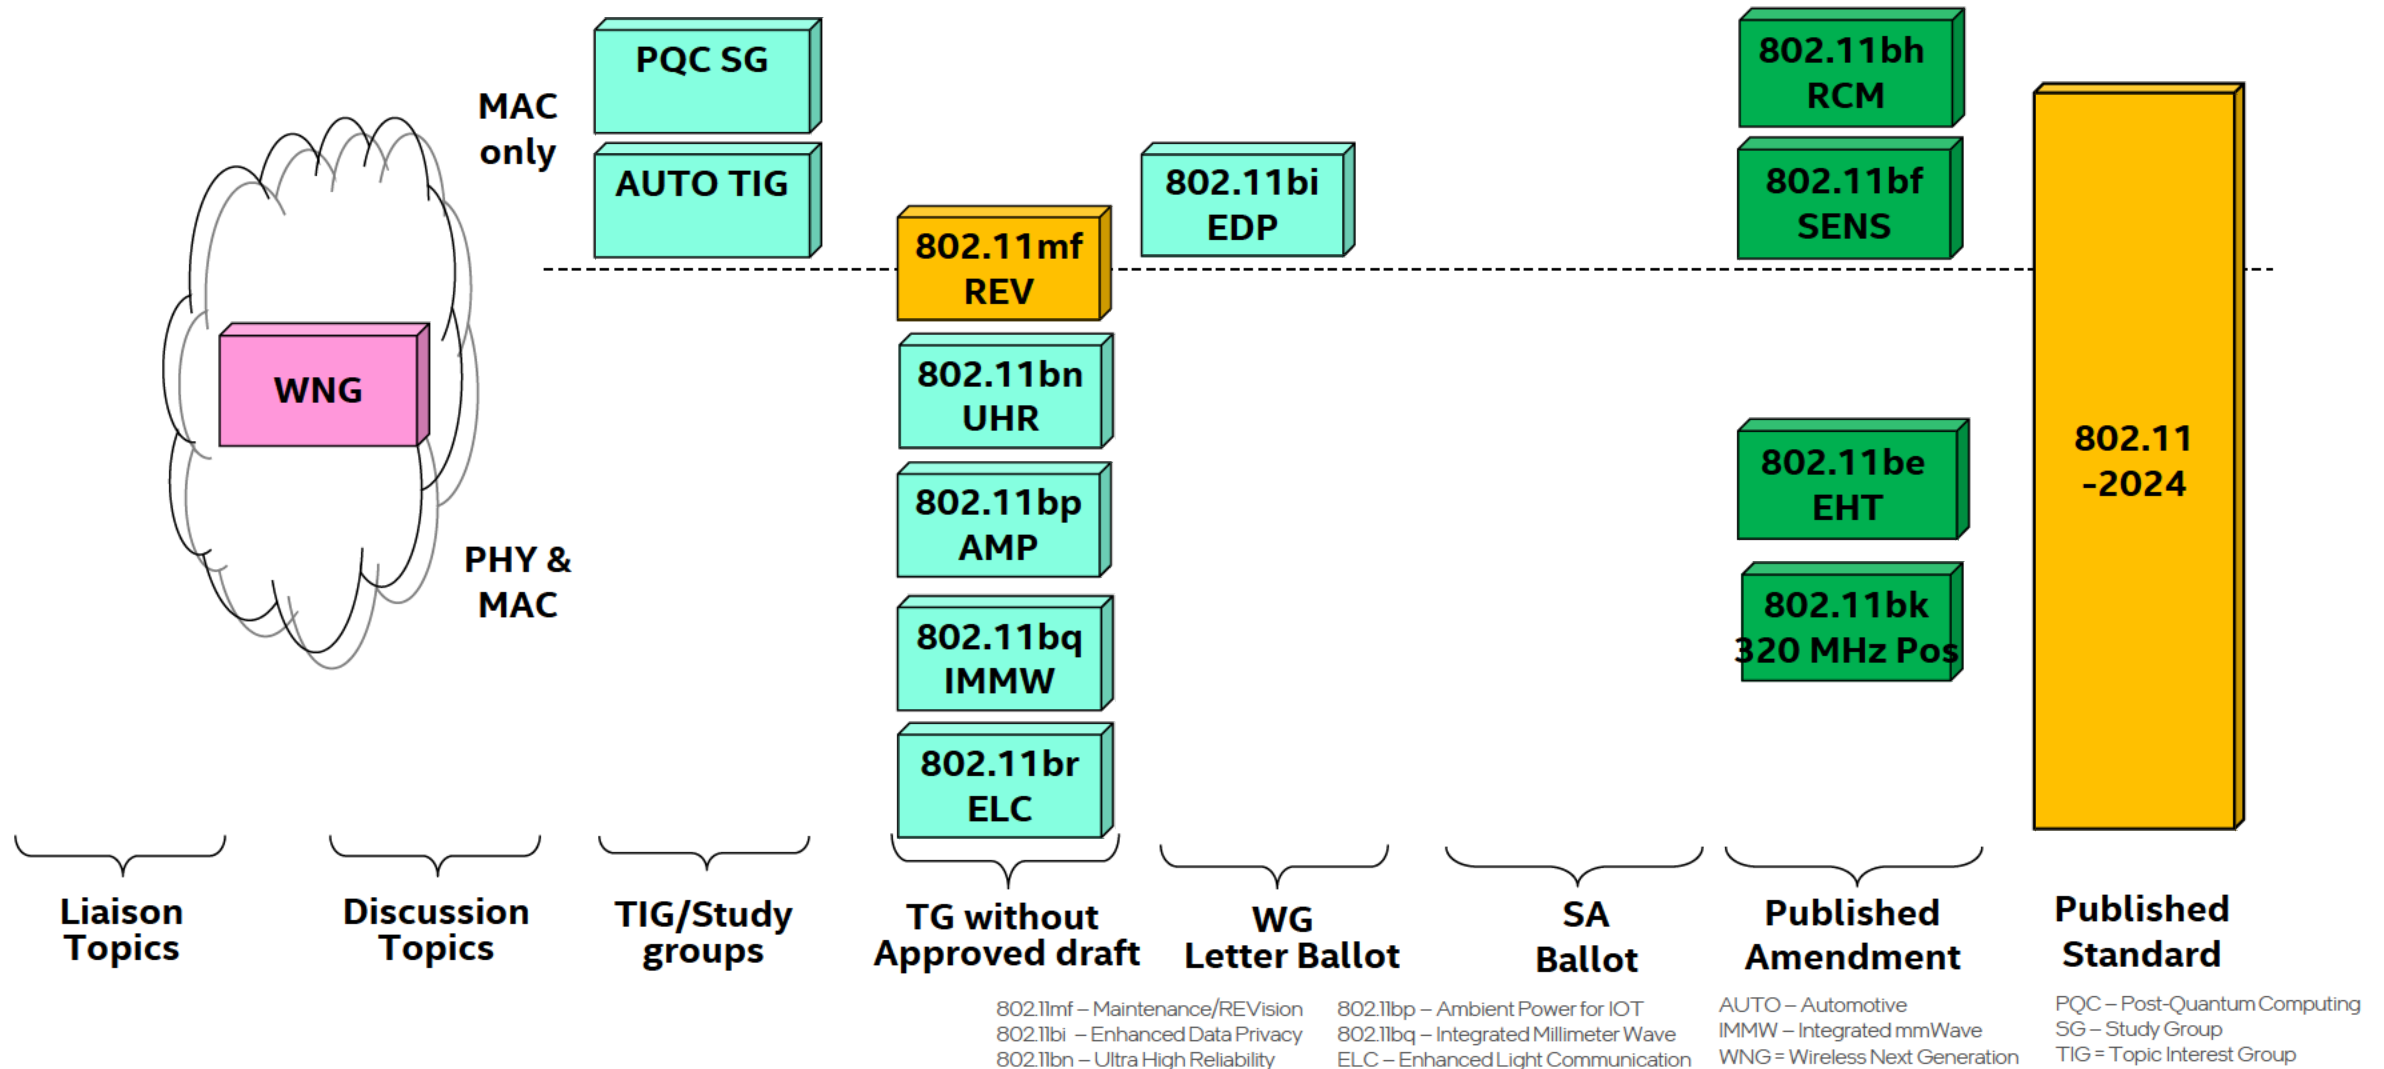 MAC
only
PQC SG
AUTO TIG
802.11mf
REV
802.11bn
UHR
802.11bp
AMP
802.11bq
IMMW
802.11br
ELC
802.11bi
EDP
802.11bh
RCM
802.11bf
SENS
802.11be
EHT
802.11bk
320 MHz Pos
802.11
-2024
WNG
PHY &
MAC
Liaison
Topics
Discussion
Topics
TIG/Study
groups
TG without
Approved draft
WG
Letter Ballot
SA
Ballot
Published
Amendment
Published
Standard
802.11mf – Maintenance/REVision
802.11bi – Enhanced Data Privacy
802.11bn – Ultra High Reliability
802.11bp – Ambient Power for IOT
802.11bq – Integrated Millimeter Wave
ELC – Enhanced Light Communication
AUTO – Automotive
IMMW – Integrated mmWave
WNG = Wireless Next Generation
PQC – Post-Quantum Computing
SG – Study Group
TIG = Topic Interest Group